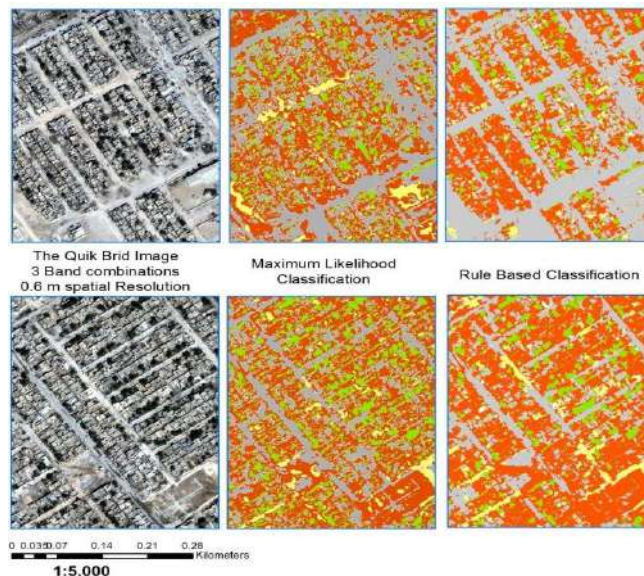 The Quik Brid Image
3 Band combinations
0.6 m spatial Resolution
Maximum Likelihood
Classification
Rule Based Classification
0 0.035 0.07 0.14 0.21 0.28
Kilometers
1:5.000